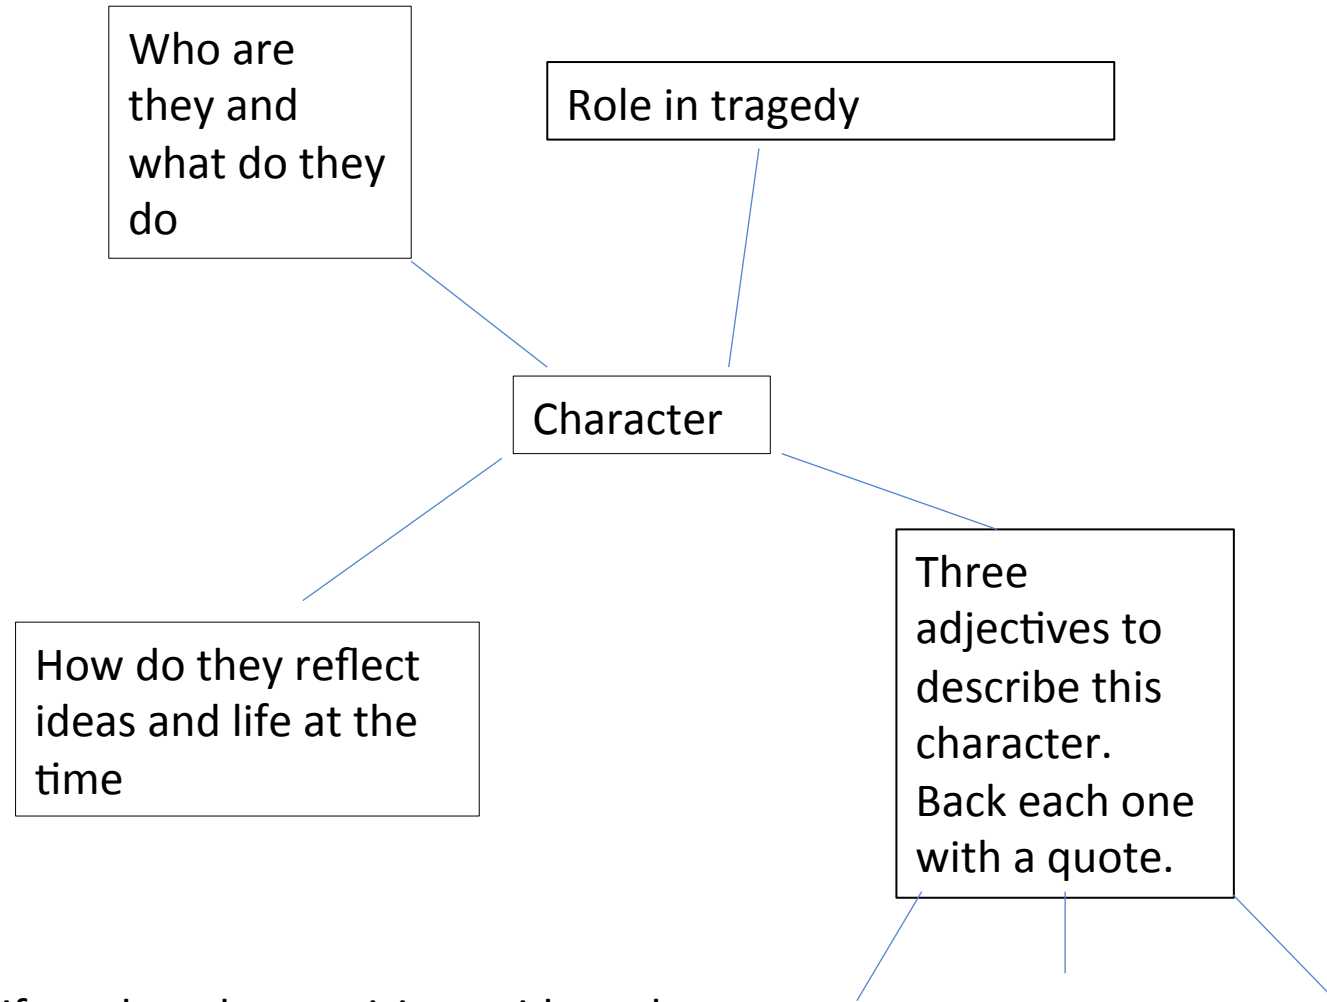 Who are
they and
what do they
do
Role in tragedy
Character
How do they reflect
ideas and life at the
time
Three
adjectives to
describe this
character.
Back each one
with a quote.